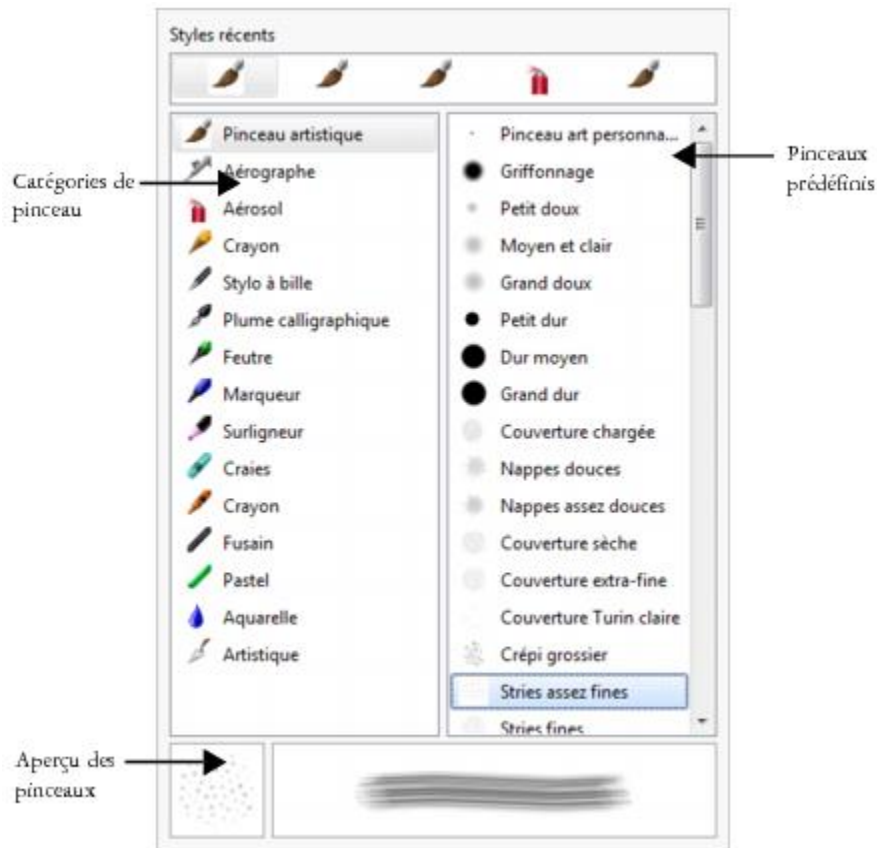 Styles récents
Catégories de
pinceau
Pinceau artistique
Aérographe
Aérosol
Crayon
Stylo à bille
Plume calligraphique
Feutre
Marqueur
Surligneur
Craies
Crayon
Fusain
Pastel
Aquarelle
Artistique
Pinceau art personna...
Griffonnage
Petit doux
Moyen et clair
Grand doux
Petit dur
Dur moyen
Grand dur
Couverture chargée
Nappes douces
Nappes assez douces
Couverture sèche
Couverture extra-fine
Couverture Turin claire
Crépi grossier
Stries assez fines
Stries fines
Pinceaux
prédéfinis
Aperçu des
pinceaux